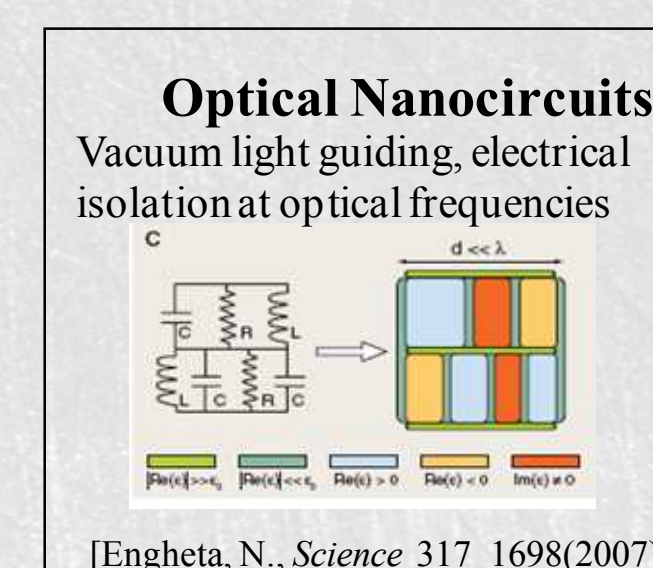 Optical Nanocircuits
Vacuum light guiding, electrical
isolation at optical frequencies
C
d << λ
C R L
L C R C
|Re(ε)|>>ε₀ |Re(ε)|<<ε₀ Re(ε) > 0 Re(ε) < 0 Im(ε) ≠ 0
[Engheta, N., Science 317 1698(2007)